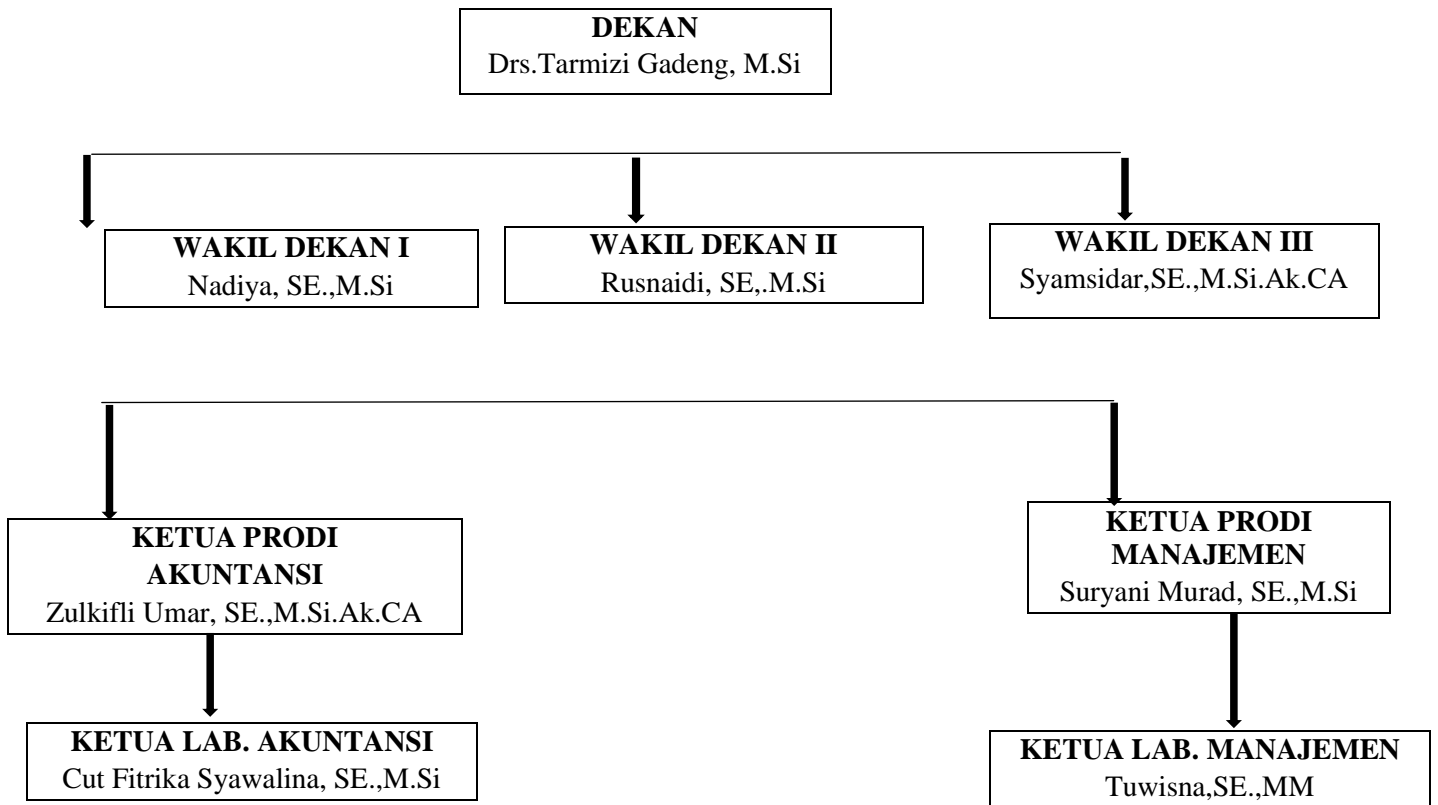 DEKAN
Drs.Tarmizi Gadeng, M.Si
WAKIL DEKAN I
Nadiya, SE.,M.Si
WAKIL DEKAN II
Rusnaidi, SE,.M.Si
WAKIL DEKAN III
Syamsidar,SE.,M.Si.Ak.CA
KETUA PRODI
AKUNTANSI
Zulkifli Umar, SE.,M.Si.Ak.CA
KETUA PRODI
MANAJEMEN
Suryani Murad, SE.,M.Si
KETUA LAB. AKUNTANSI
Cut Fitrika Syawalina, SE.,M.Si
KETUA LAB. MANAJEMEN
Tuwisna,SE.,MM